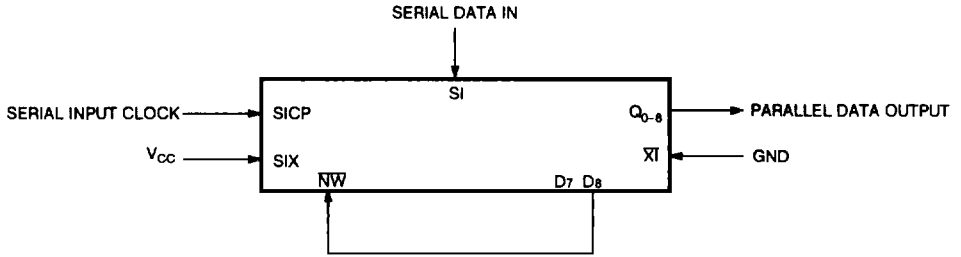 SERIAL DATA IN
SI
SERIAL INPUT CLOCK
SICP
Q0–8
PARALLEL DATA OUTPUT
VCC
SIX
XI
GND
NW
D7 D8